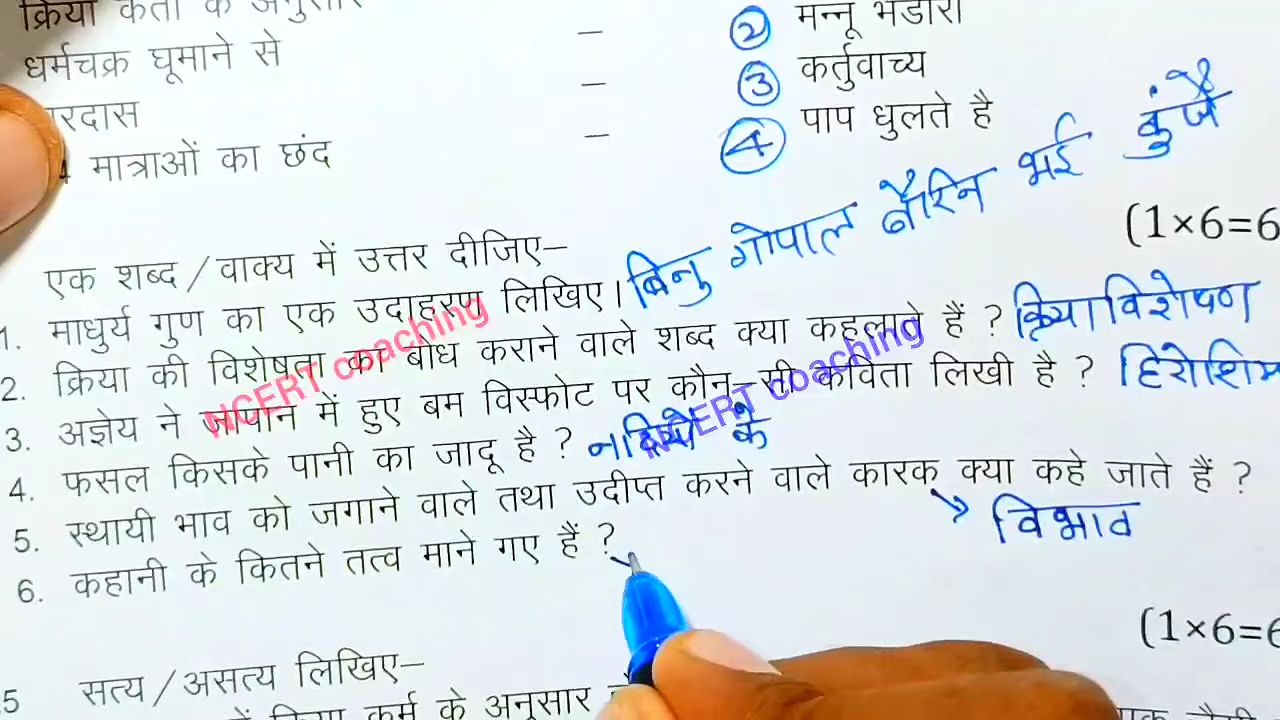 क्रिया कर्ता के अनुसार
② मन्नू भंडारी
धर्मचक्र घूमाने से –
③ कर्तुवाच्य
रदास –
④ पाप धुलते है
मात्राओं का छंद –
(1×6=6
एक शब्द/वाक्य में उत्तर दीजिए–
1. माधुर्य गुण का एक उदाहरण लिखिए। बिनु गोपाल बैरिन भई कुंजै
2. क्रिया की विशेषता का बोध कराने वाले शब्द क्या कहलाते हैं ? क्रियाविशेषण
3. अज्ञेय ने जापान में हुए बम विस्फोट पर कौन–सी कविता लिखी है ? हिरोशिम
4. फसल किसके पानी का जादू है ? नदियों के
5. स्थायी भाव को जगाने वाले तथा उदीप्त करने वाले कारक क्या कहे जाते हैं ?
विभाव
6. कहानी के कितने तत्व माने गए हैं ?
(1×6=6
5 सत्य/असत्य लिखिए–
क्रिया कर्म के अनुसार
NCERT coaching
NCERT coaching